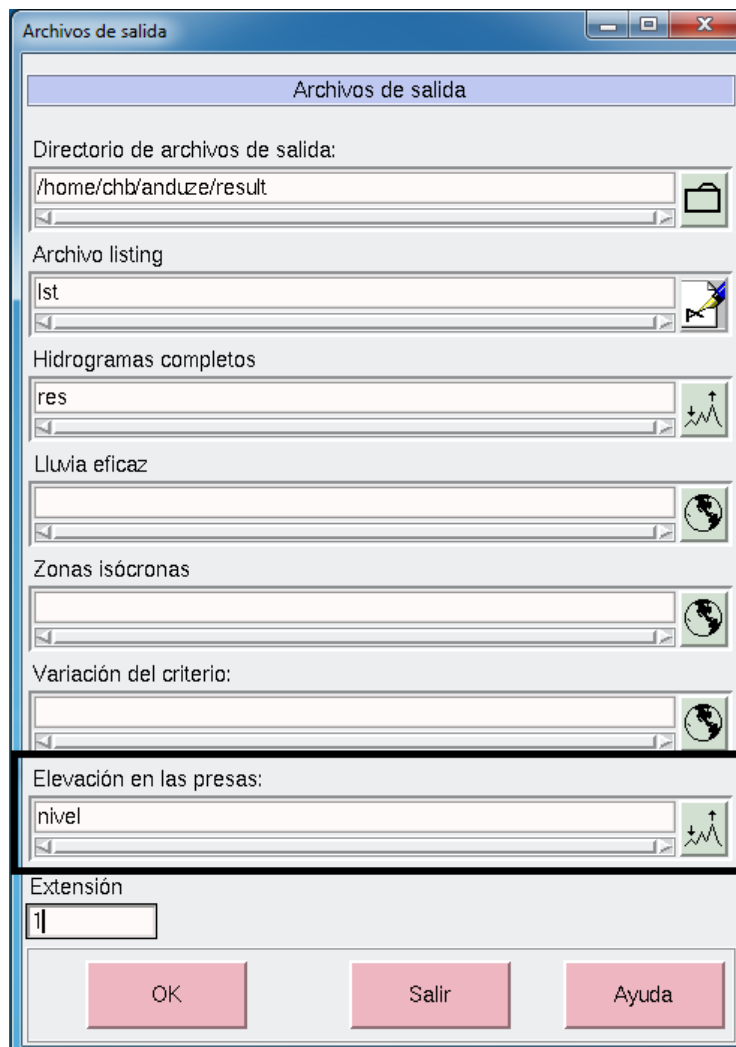 Archivos de salida
Archivos de salida
Directorio de archivos de salida:
/home/chb/anduze/result
Archivo listing
lst
Hidrogramas completos
res
Lluvia eficaz
Zonas isócronas
Variación del criterio:
Elevación en las presas:
nivel
Extensión
1
OK
Salir
Ayuda